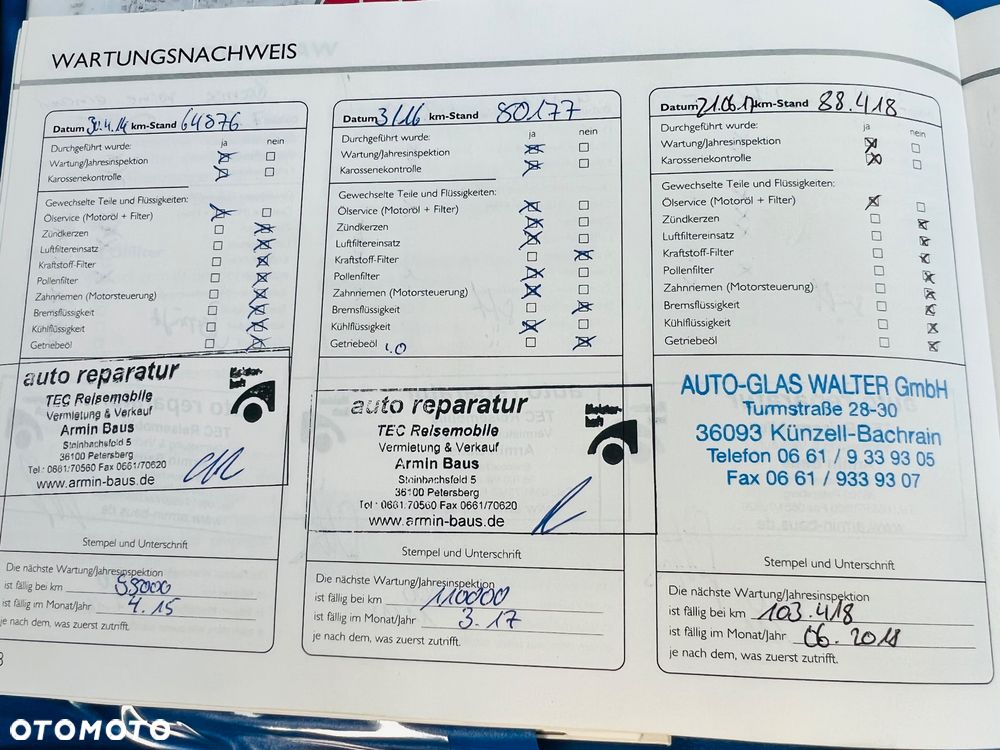 WARTUNGSNACHWEIS
Datum 30.4.14 km-Stand 64876
Durchgeführt wurde: ja nein
Wartung/Jahresinspektion
Karosseriekontrolle
Gewechselte Teile und Flüssigkeiten:
Ölservice (Motoröl + Filter)
Zündkerzen
Luftfiltereinsatz
Kraftstoff-Filter
Pollenfilter
Zahnriemen (Motorsteuerung)
Bremsflüssigkeit
Kühlflüssigkeit
Getriebeöl
auto reparatur
Meister-
haft
TEC Reisemobile
Vermietung & Verkauf
Armin Baus
Steinbachsfeld 5
36100 Petersberg
Tel.: 0661/70560 Fax 0661/70620
www.armin-baus.de
Stempel und Unterschrift
Die nächste Wartung/Jahresinspektion
ist fällig bei km
ist fällig im Monat/Jahr 4.15
je nach dem, was zuerst zutrifft.
Datum 3/16 km-Stand 80177
Durchgeführt wurde: ja nein
Wartung/Jahresinspektion
Karosseriekontrolle
Gewechselte Teile und Flüssigkeiten:
Ölservice (Motoröl + Filter)
Zündkerzen
Luftfiltereinsatz
Kraftstoff-Filter
Pollenfilter
Zahnriemen (Motorsteuerung)
Bremsflüssigkeit
Kühlflüssigkeit
Getriebeöl i.O
auto reparatur
Meister-
haft
TEC Reisemobile
Vermietung & Verkauf
Armin Baus
Steinbachsfeld 5
36100 Petersberg
Tel.: 0661/70560 Fax 0661/70620
www.armin-baus.de
Stempel und Unterschrift
Die nächste Wartung/Jahresinspektion
ist fällig bei km 110000
ist fällig im Monat/Jahr 3.17
je nach dem, was zuerst zutrifft.
Datum 21.06.17 km-Stand 88.418
Durchgeführt wurde: ja nein
Wartung/Jahresinspektion
Karosseriekontrolle
Gewechselte Teile und Flüssigkeiten:
Ölservice (Motoröl + Filter)
Zündkerzen
Luftfiltereinsatz
Kraftstoff-Filter
Pollenfilter
Zahnriemen (Motorsteuerung)
Bremsflüssigkeit
Kühlflüssigkeit
Getriebeöl
AUTO-GLAS WALTER GmbH
Turmstraße 28-30
36093 Künzell-Bachrain
Telefon 06 61 / 9 33 93 05
Fax 06 61 / 933 93 07
Stempel und Unterschrift
Die nächste Wartung/Jahresinspektion
ist fällig bei km 103.418
ist fällig im Monat/Jahr 06.2018
je nach dem, was zuerst zutrifft.
OTOMOTO